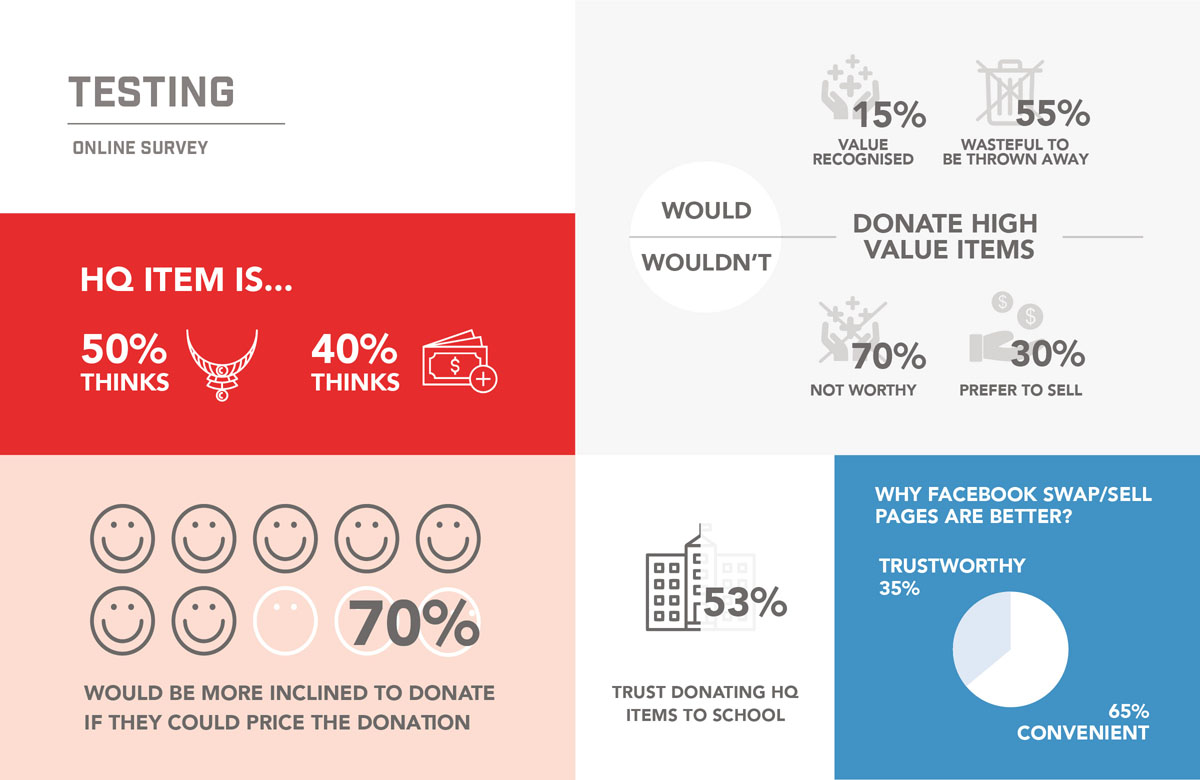 TESTING
ONLINE SURVEY
HQ ITEM IS...
50%
THINKS
40%
THINKS
$
15%
VALUE
RECOGNISED
55%
WASTEFUL TO
BE THROWN AWAY
WOULD
WOULDN'T
DONATE HIGH
VALUE ITEMS
70%
NOT WORTHY
$
$
30%
PREFER TO SELL
70%
WOULD BE MORE INCLINED TO DONATE
IF THEY COULD PRICE THE DONATION
53%
TRUST DONATING HQ
ITEMS TO SCHOOL
WHY FACEBOOK SWAP/SELL
PAGES ARE BETTER?
TRUSTWORTHY
35%
65%
CONVENIENT